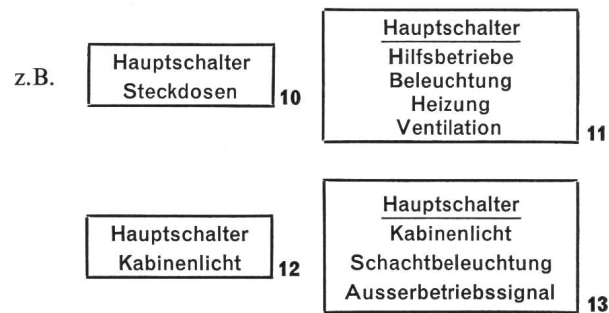 z.B.
Hauptschalter
Steckdosen
10
Hauptschalter
Hilfsbetriebe
Beleuchtung
Heizung
Ventilation
11
Hauptschalter
Kabinenlicht
12
Hauptschalter
Kabinenlicht
Schachtbeleuchtung
Ausserbetriebssignal
13